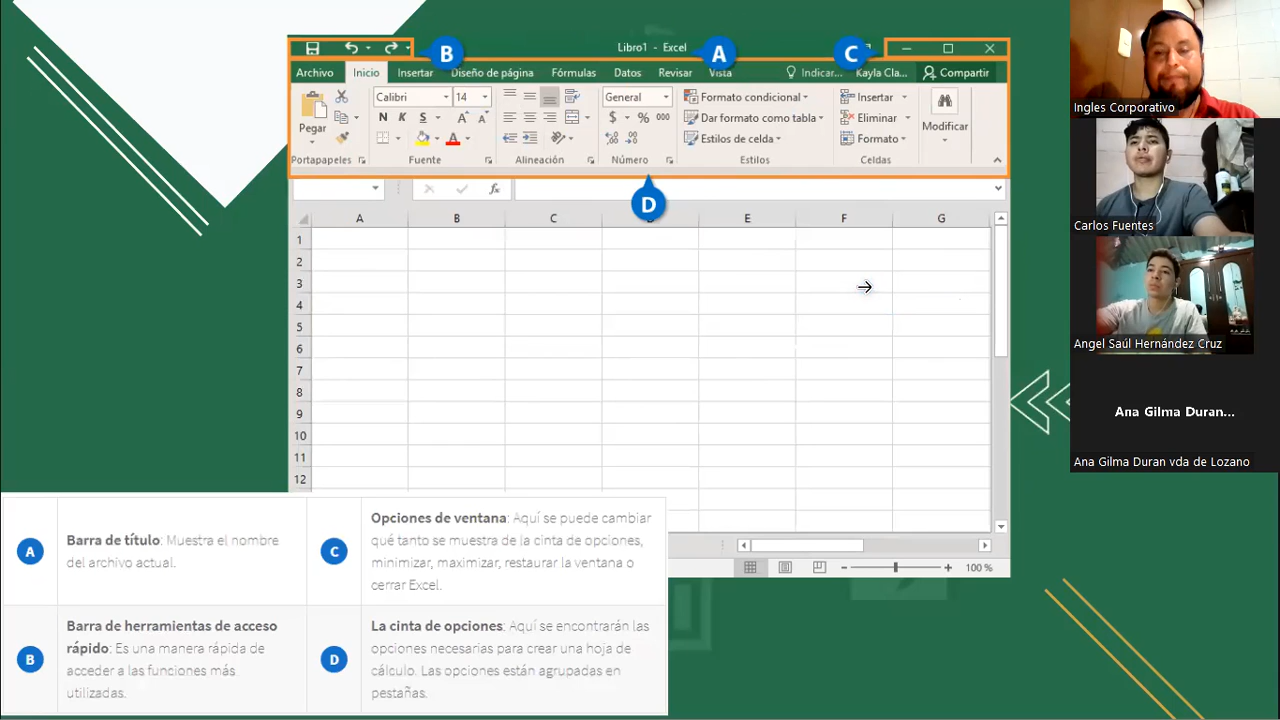 Libro1 - Excel
B
A
C
Archivo Inicio Insertar Diseño de página Fórmulas Datos Revisar Vista Indicar... Kayla Cla... Compartir
Calibri 14 General Formato condicional Insertar
Pegar N K S $ % 000 Dar formato como tabla Eliminar Modificar
A Estilos de celda Formato
Portapapeles Fuente Alineación Número Estilos Celdas
fx
D
A B C E F G
1
2
3
4
5
6
7
8
9
10
11
12
100 %
A
Barra de título: Muestra el nombre
del archivo actual.
C
Opciones de ventana: Aquí se puede cambiar
qué tanto se muestra de la cinta de opciones,
minimizar, maximizar, restaurar la ventana o
cerrar Excel.
B
Barra de herramientas de acceso
rápido: Es una manera rápida de
acceder a las funciones más
utilizadas.
D
La cinta de opciones: Aquí se encontrarán las
opciones necesarias para crear una hoja de
cálculo. Las opciones están agrupadas en
pestañas.
Ingles Corporativo
Carlos Fuentes
Angel Saúl Hernández Cruz
Ana Gilma Duran...
Ana Gilma Duran vda de Lozano